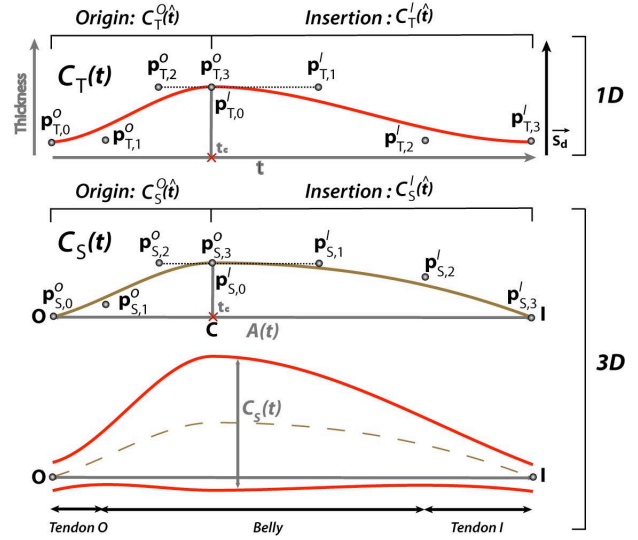 Origin: C_T^O(t̂) Insertion: C_T^I(t̂)
Thickness
C_T(t)
p_{T,2}^o p_{T,3}^o p_{T,1}^I
p_{T,0}^I
p_{T,0}^o p_{T,1}^o p_{T,2}^I p_{T,3}^I
t_c
t
S_d
1D
Origin: C_S^O(t̂) Insertion : C_S^I(t̂)
C_S(t)
p_{S,2}^o p_{S,3}^o p_{S,1}^I
p_{S,0}^I p_{S,2}^I
p_{S,0}^o p_{S,1}^o p_{S,3}^I
t_c
O I
C A(t)
3D
C_S(t)
O I
Tendon O Belly Tendon I